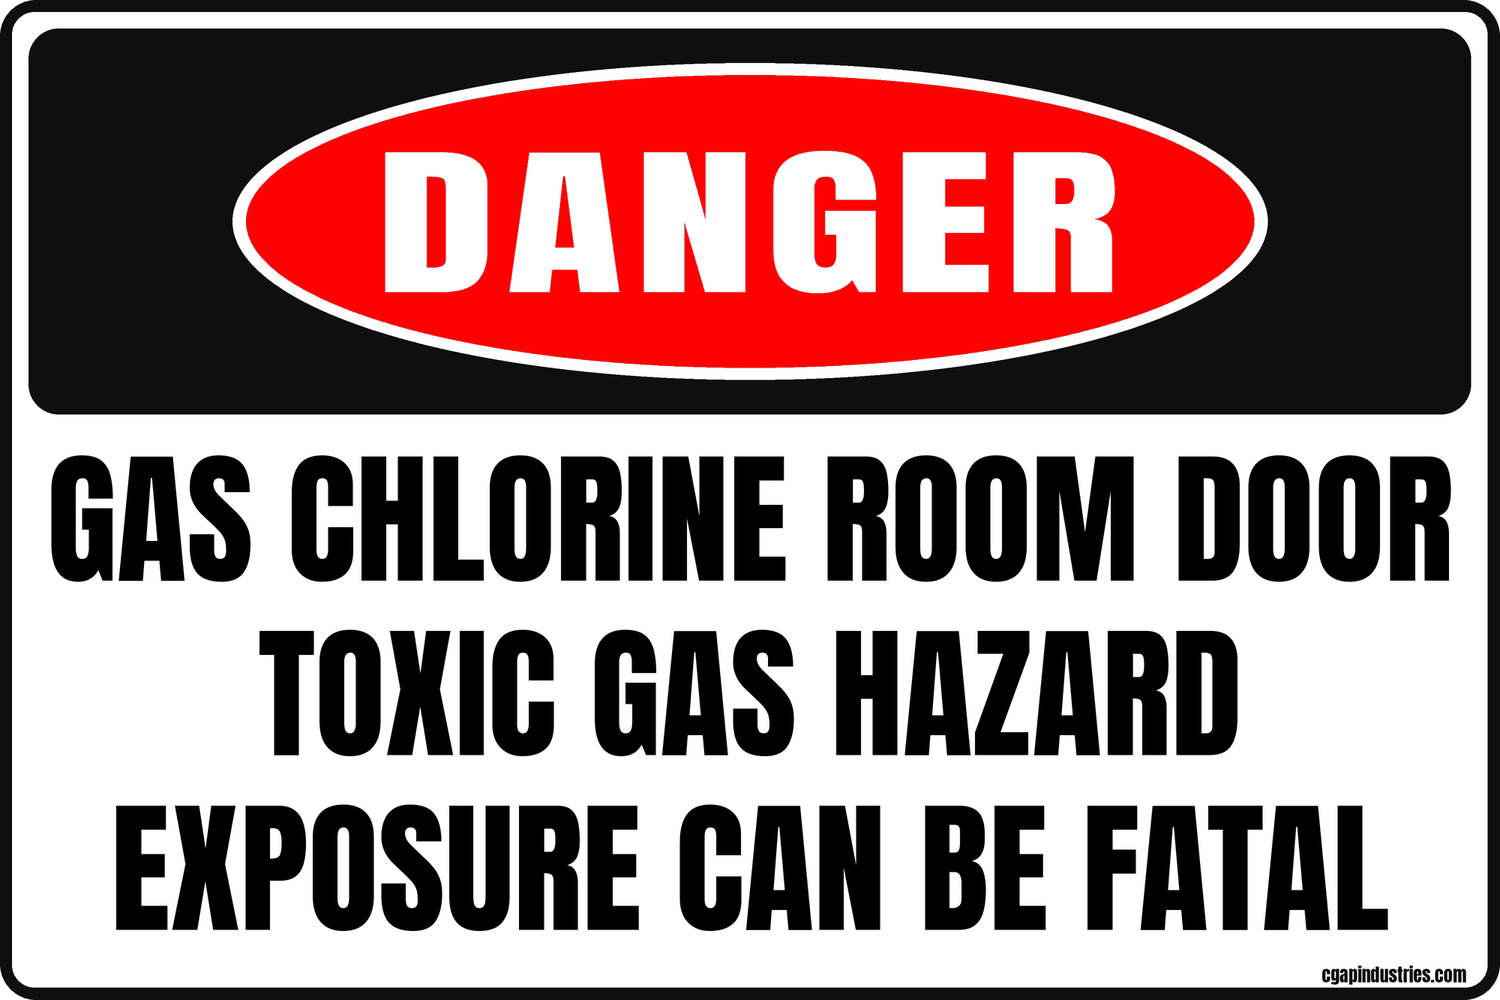 DANGER
GAS CHLORINE ROOM DOOR
TOXIC GAS HAZARD
EXPOSURE CAN BE FATAL
cgapindustries.com